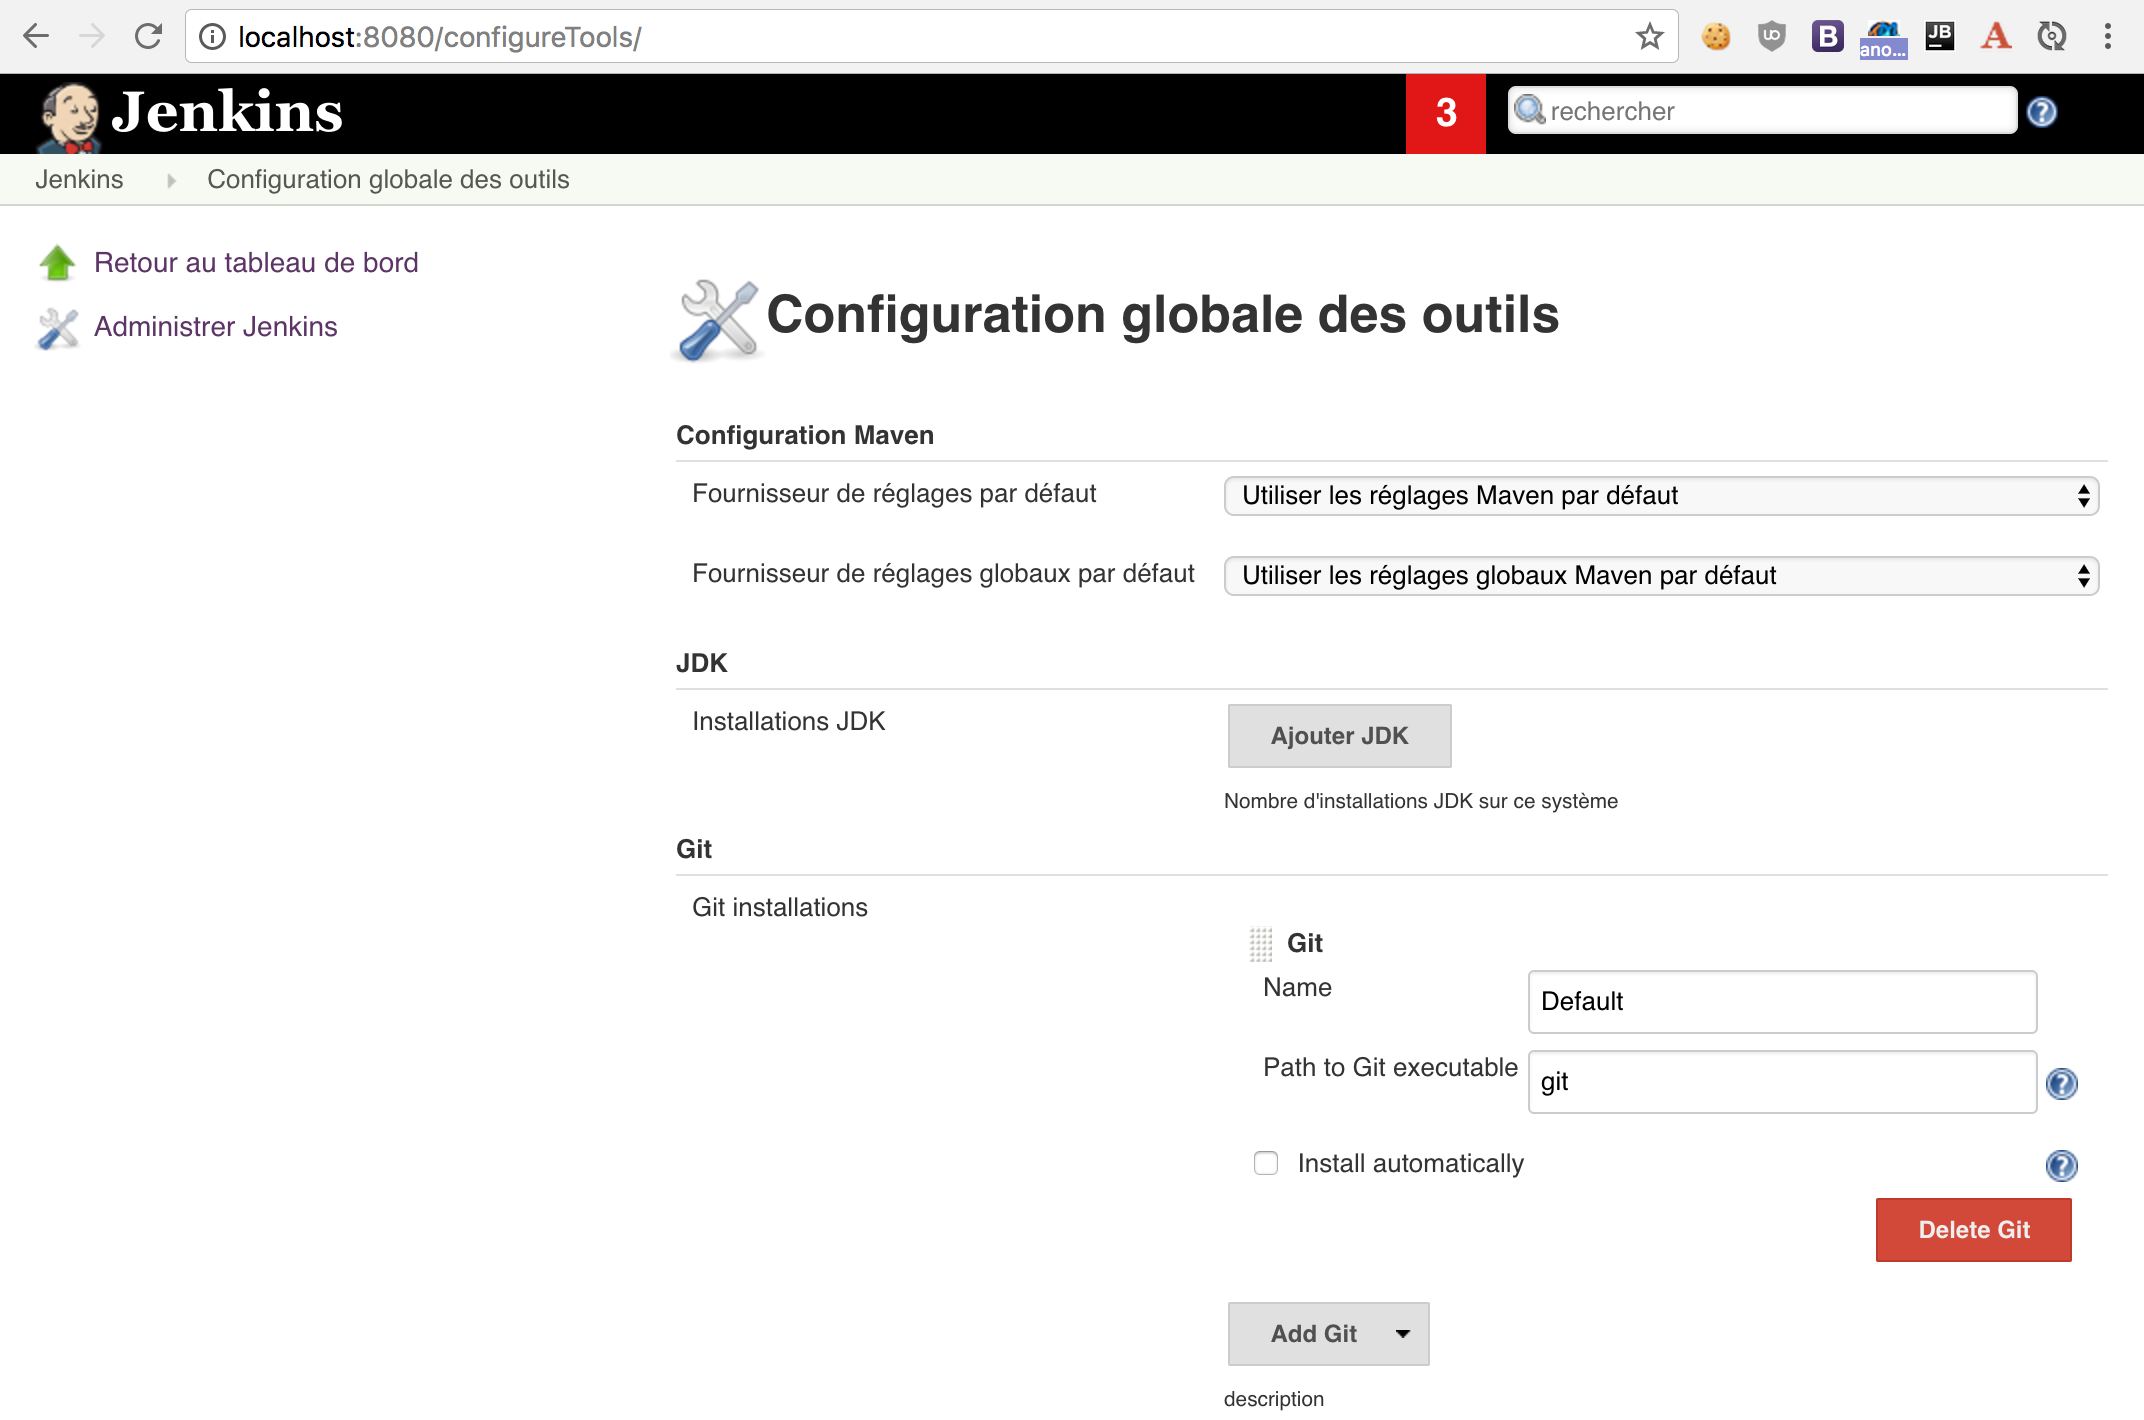 localhost:8080/configureTools/
ano...
JB
Jenkins
3
rechercher
Jenkins
Configuration globale des outils
Retour au tableau de bord
Administrer Jenkins
Configuration globale des outils
Configuration Maven
Fournisseur de réglages par défaut
Utiliser les réglages Maven par défaut
Fournisseur de réglages globaux par défaut
Utiliser les réglages globaux Maven par défaut
JDK
Installations JDK
Ajouter JDK
Nombre d'installations JDK sur ce système
Git
Git installations
Git
Name
Default
Path to Git executable
git
Install automatically
Delete Git
Add Git
description